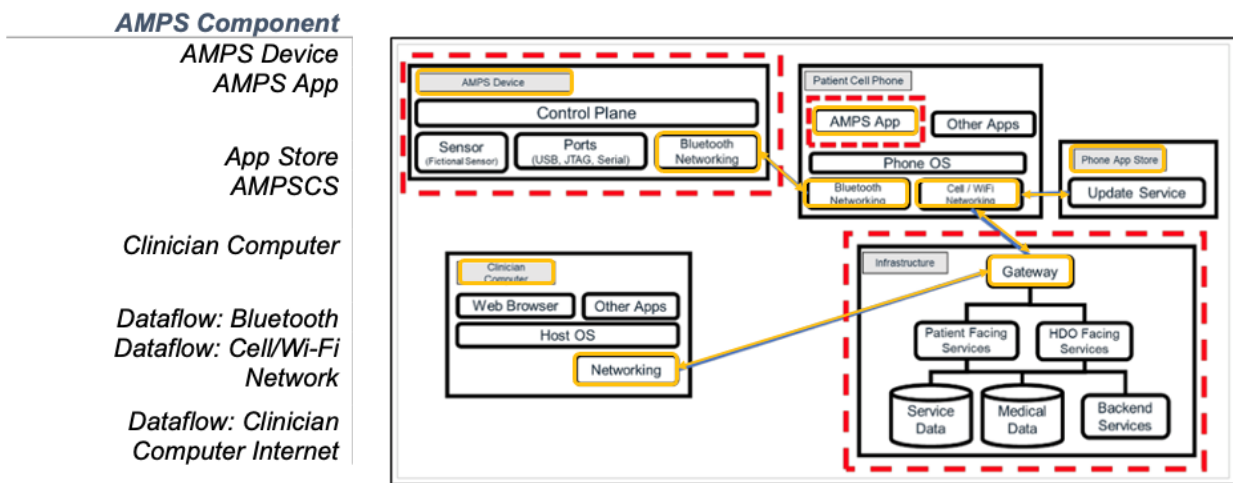 AMPS Component
AMPS Device
AMPS App
App Store
AMPSCS
Clinician Computer
Dataflow: Bluetooth
Dataflow: Cell/Wi-Fi
Network
Dataflow: Clinician
Computer Internet
AMPS Device
Control Plane
Sensor
(Fictional Sensor)
Ports
(USB, JTAG, Serial)
Bluetooth
Networking
Patient Cell Phone
AMPS App
Other Apps
Phone OS
Bluetooth
Networking
Cell / WiFi
Networking
Phone App Store
Update Service
Clinician
Computer
Web Browser
Other Apps
Host OS
Networking
Infrastructure
Gateway
Patient Facing
Services
HDO Facing
Services
Service
Data
Medical
Data
Backend
Services